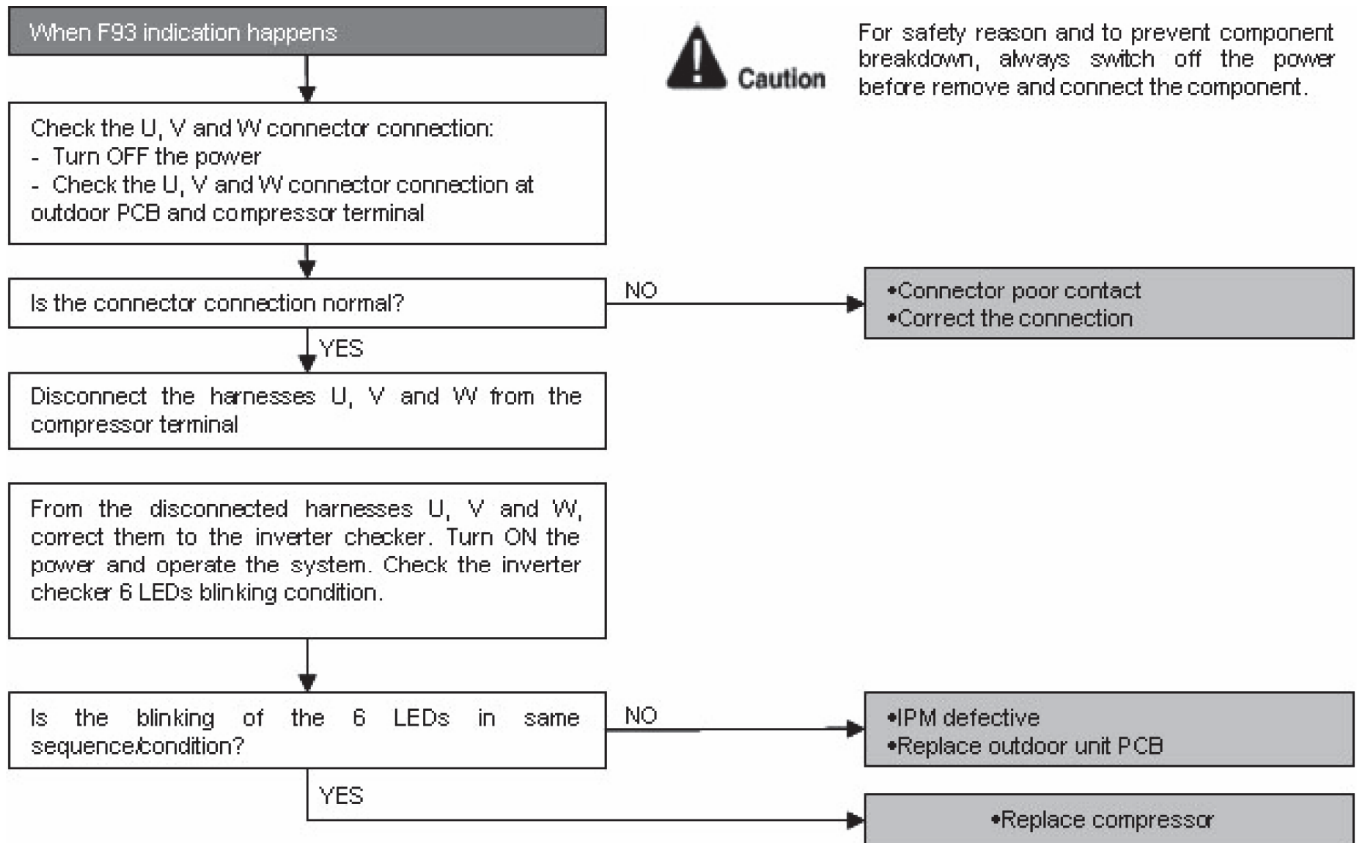 When F93 indication happens
Caution
For safety reason and to prevent component
breakdown, always switch off the power
before remove and connect the component.
Check the U, V and W connector connection:
- Turn OFF the power
- Check the U, V and W connector connection at
outdoor PCB and compressor terminal
Is the connector connection normal?
NO
•Connector poor contact
•Correct the connection
YES
Disconnect the harnesses U, V and W from the
compressor terminal
From the disconnected harnesses U, V and W,
correct them to the inverter checker. Turn ON the
power and operate the system. Check the inverter
checker 6 LEDs blinking condition.
Is the blinking of the 6 LEDs in same
sequence/condition?
NO
•IPM defective
•Replace outdoor unit PCB
YES
•Replace compressor